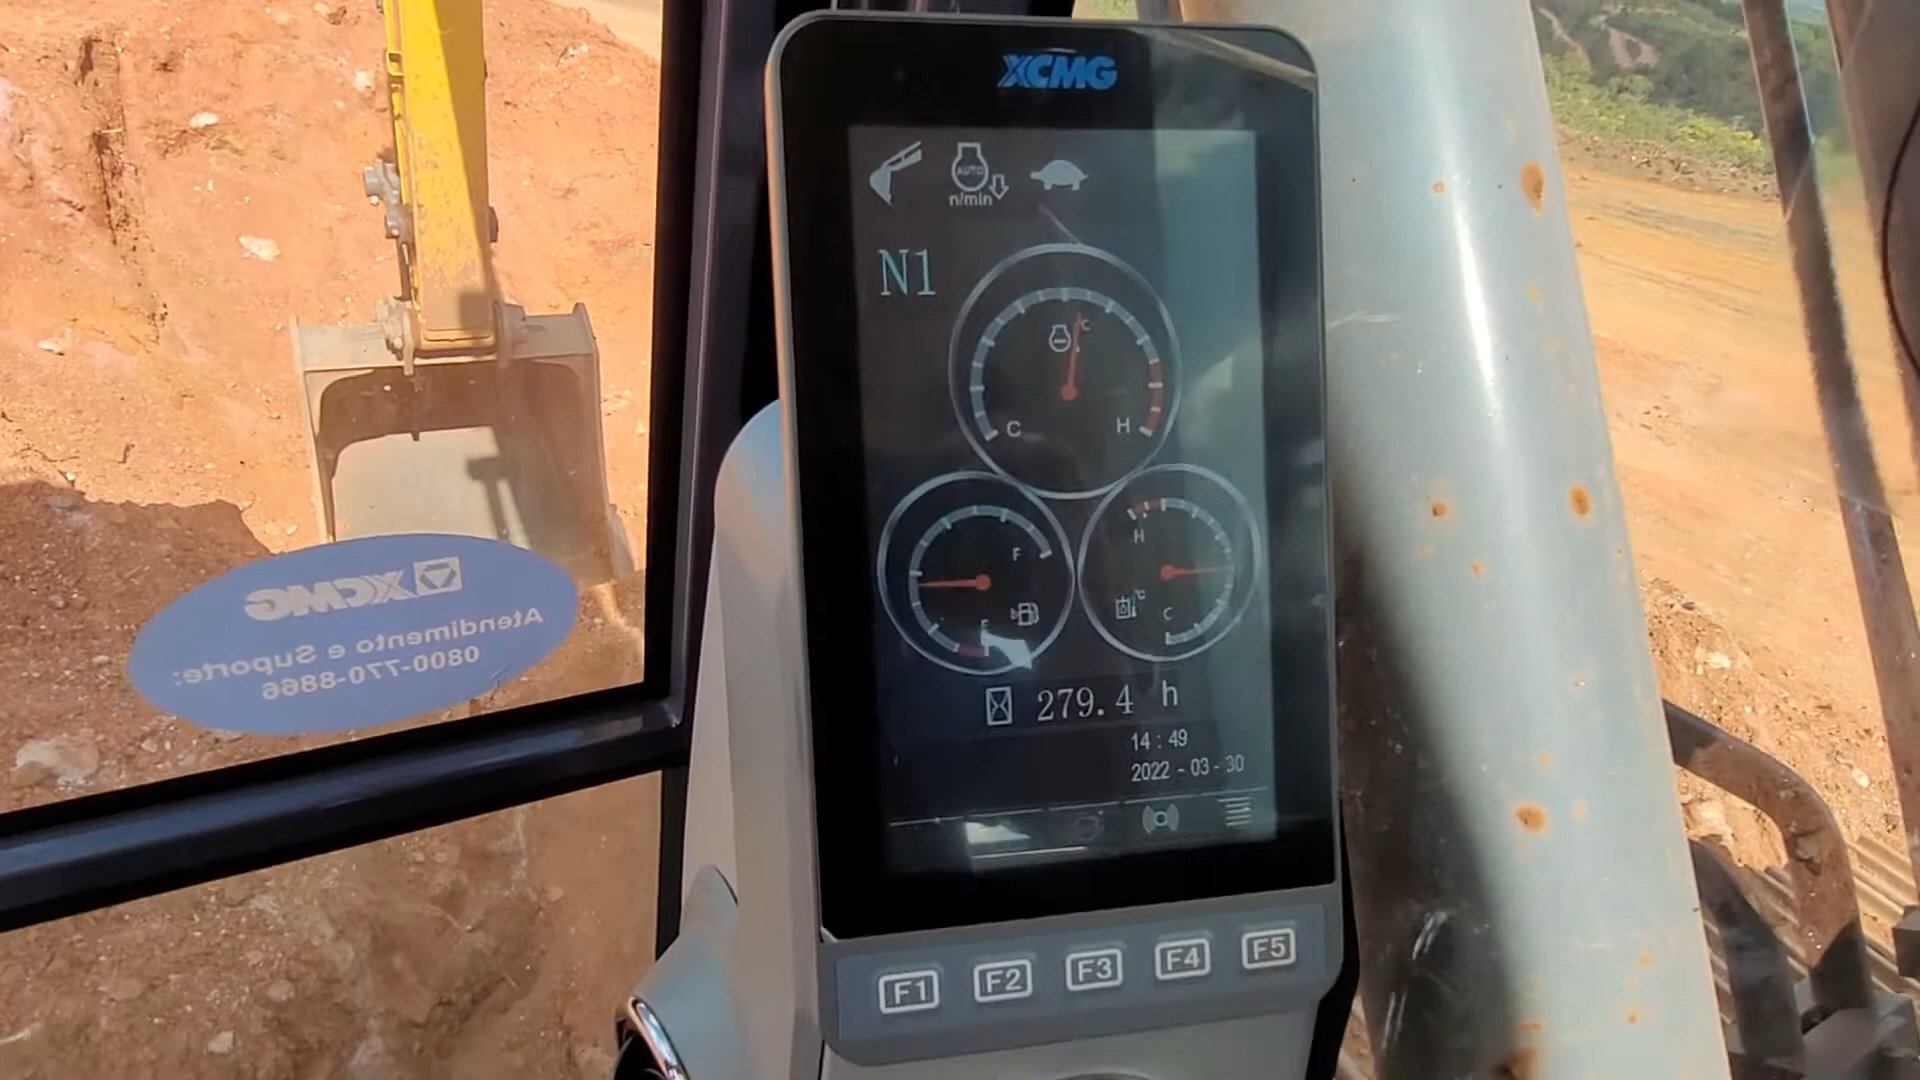 XCMG
AUTO
n/min
N1
°C
C
H
F
H
E
°C
C
279.4 h
14:49
2022-03-30
F1 F2 F3 F4 F5
XCMG
Atendimento e Suporte:
0800-770-8866